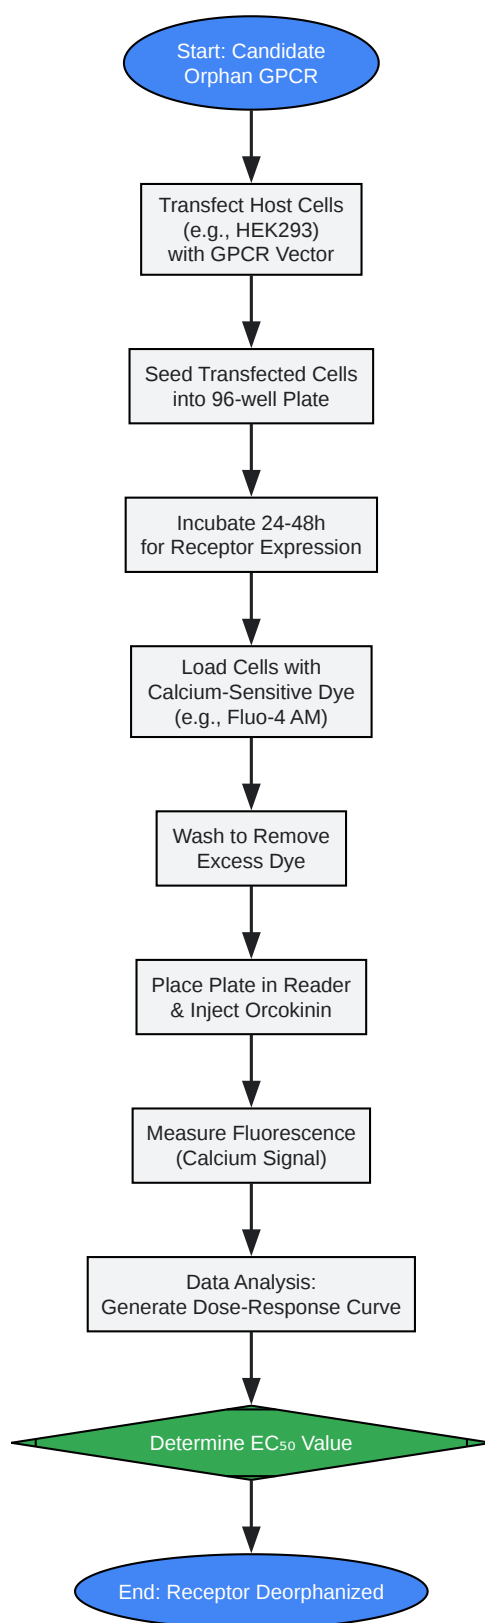 Start: Candidate
Orphan GPCR
Transfect Host Cells
(e.g., HEK293)
with GPCR Vector
Seed Transfected Cells
into 96-well Plate
Incubate 24-48h
for Receptor Expression
Load Cells with
Calcium-Sensitive Dye
(e.g., Fluo-4 AM)
Wash to Remove
Excess Dye
Place Plate in Reader
& Inject Orcokinin
Measure Fluorescence
(Calcium Signal)
Data Analysis:
Generate Dose-Response Curve
Determine EC₅₀ Value
End: Receptor Deorphanized